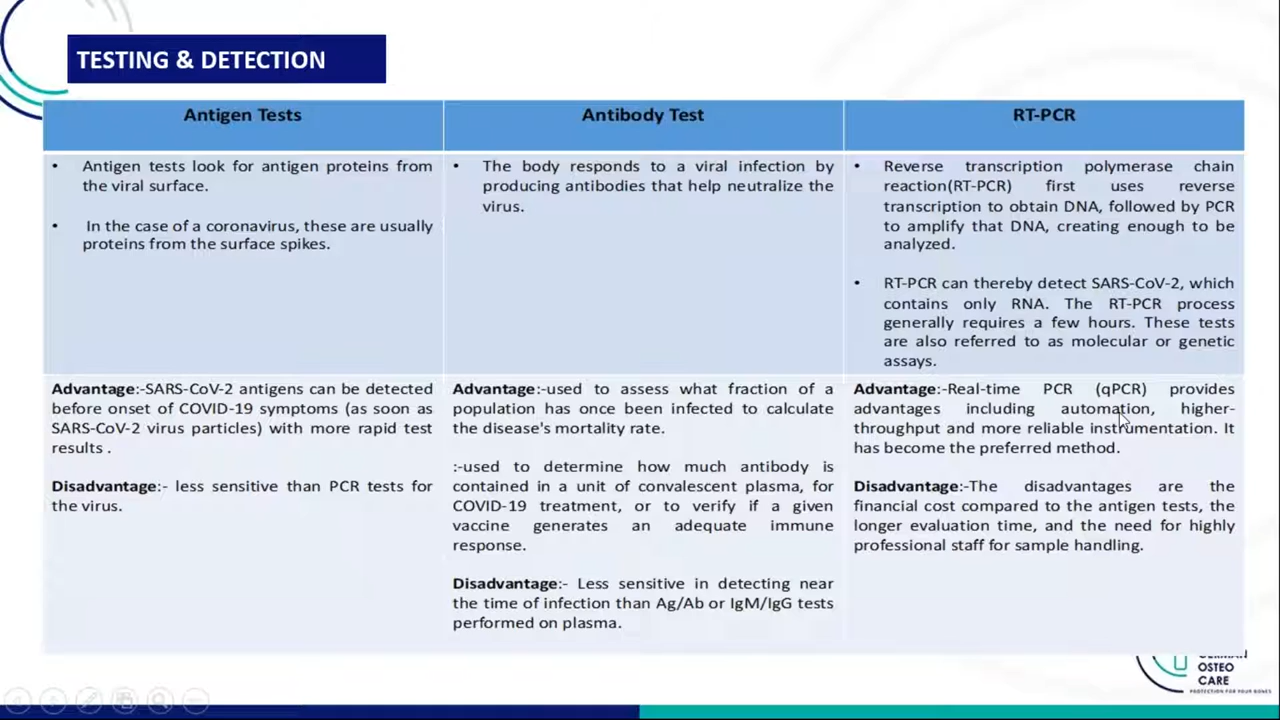 TESTING & DETECTION
Antigen Tests
Antibody Test
RT-PCR
• Antigen tests look for antigen proteins from
the viral surface.
• In the case of a coronavirus, these are usually
proteins from the surface spikes.
• The body responds to a viral infection by
producing antibodies that help neutralize the
virus.
• Reverse transcription polymerase chain
reaction(RT-PCR) first uses reverse
transcription to obtain DNA, followed by PCR
to amplify that DNA, creating enough to be
analyzed.
• RT-PCR can thereby detect SARS-CoV-2, which
contains only RNA. The RT-PCR process
generally requires a few hours. These tests
are also referred to as molecular or genetic
assays.
Advantage:-SARS-CoV-2 antigens can be detected
before onset of COVID-19 symptoms (as soon as
SARS-CoV-2 virus particles) with more rapid test
results .
Disadvantage:- less sensitive than PCR tests for
the virus.
Advantage:-used to assess what fraction of a
population has once been infected to calculate
the disease's mortality rate.
:-used to determine how much antibody is
contained in a unit of convalescent plasma, for
COVID-19 treatment, or to verify if a given
vaccine generates an adequate immune
response.
Disadvantage:- Less sensitive in detecting near
the time of infection than Ag/Ab or IgM/IgG tests
performed on plasma.
Advantage:-Real-time PCR (qPCR) provides
advantages including automation, higher-
throughput and more reliable instrumentation. It
has become the preferred method.
Disadvantage:-The disadvantages are the
financial cost compared to the antigen tests, the
longer evaluation time, and the need for highly
professional staff for sample handling.
GERMAN
OSTEO
CARE
PROTECTION FOR YOUR BONES